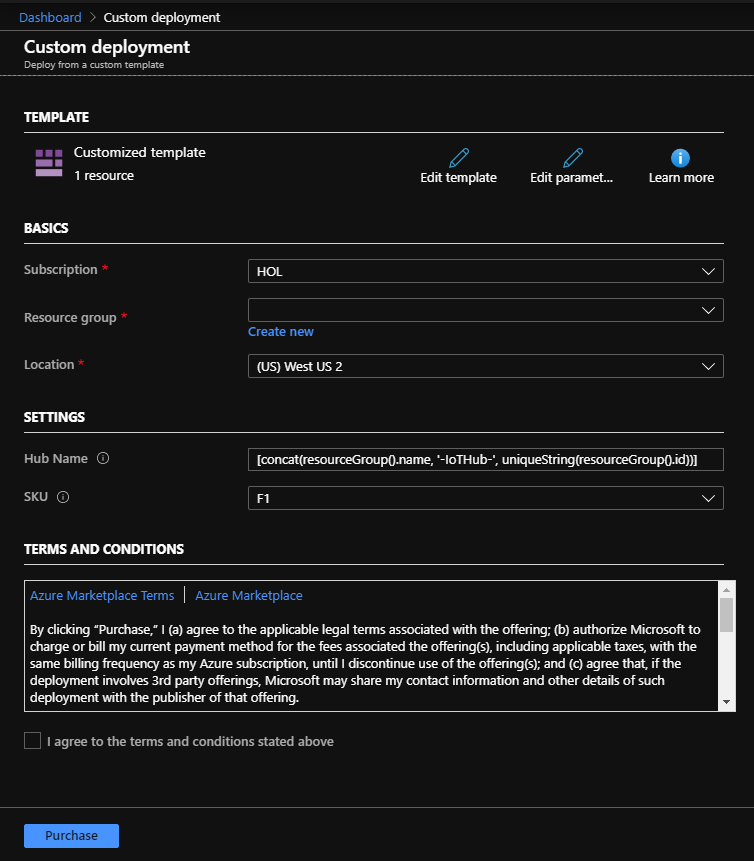 Dashboard > Custom deployment
Custom deployment
Deploy from a custom template
TEMPLATE
Customized template
1 resource
Edit template
Edit paramet...
Learn more
BASICS
Subscription *
HOL
Resource group *
Create new
Location *
(US) West US 2
SETTINGS
Hub Name
[concat(resourceGroup().name, '-IoTHub-', uniqueString(resourceGroup().id))]
SKU
F1
TERMS AND CONDITIONS
Azure Marketplace Terms | Azure Marketplace
By clicking “Purchase,” I (a) agree to the applicable legal terms associated with the offering; (b) authorize Microsoft to
charge or bill my current payment method for the fees associated the offering(s), including applicable taxes, with the
same billing frequency as my Azure subscription, until I discontinue use of the offering(s); and (c) agree that, if the
deployment involves 3rd party offerings, Microsoft may share my contact information and other details of such
deployment with the publisher of that offering.
I agree to the terms and conditions stated above
Purchase